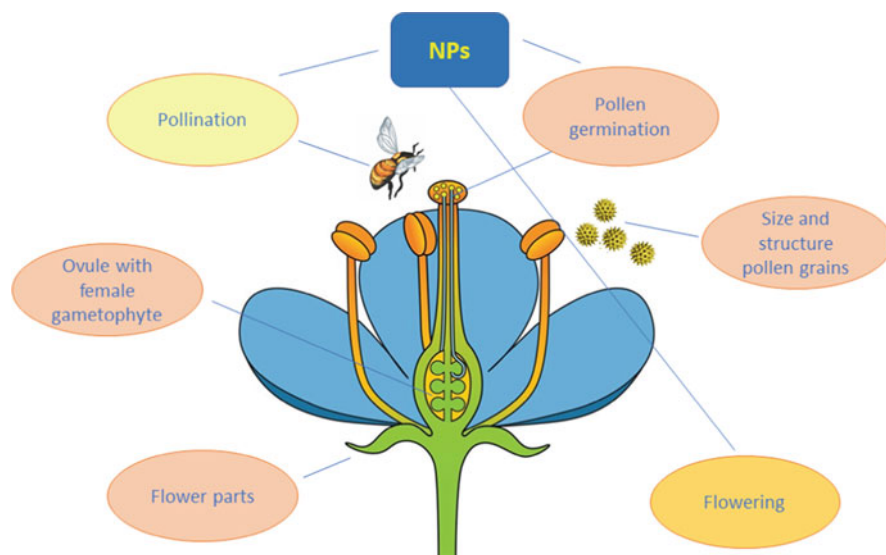 NPs
Pollination
Pollen
germination
Size and
structure
pollen grains
Ovule with
female
gametophyte
Flower parts
Flowering